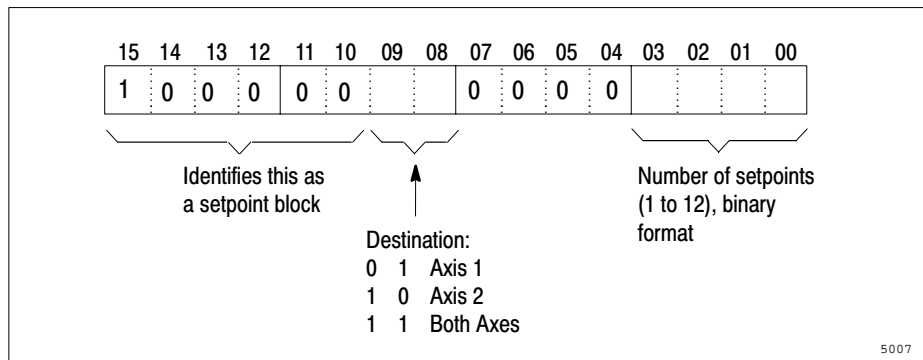 15 14 13 12 11 10 09 08 07 06 05 04 03 02 01 00
1 0 0 0 0 0 0 0 0 0
Identifies this as
a setpoint block
Destination:
0 1 Axis 1
1 0 Axis 2
1 1 Both Axes
Number of setpoints
(1 to 12), binary
format
5007